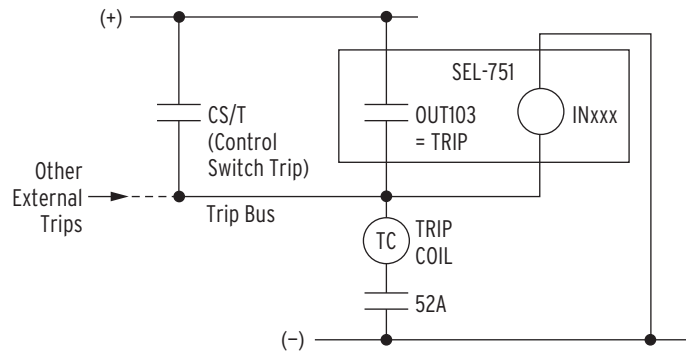 (+)
SEL-751
CS/T
(Control
Switch Trip)
OUT103
= TRIP
INxxx
Other
External
Trips
Trip Bus
TC
TRIP
COIL
52A
(–)